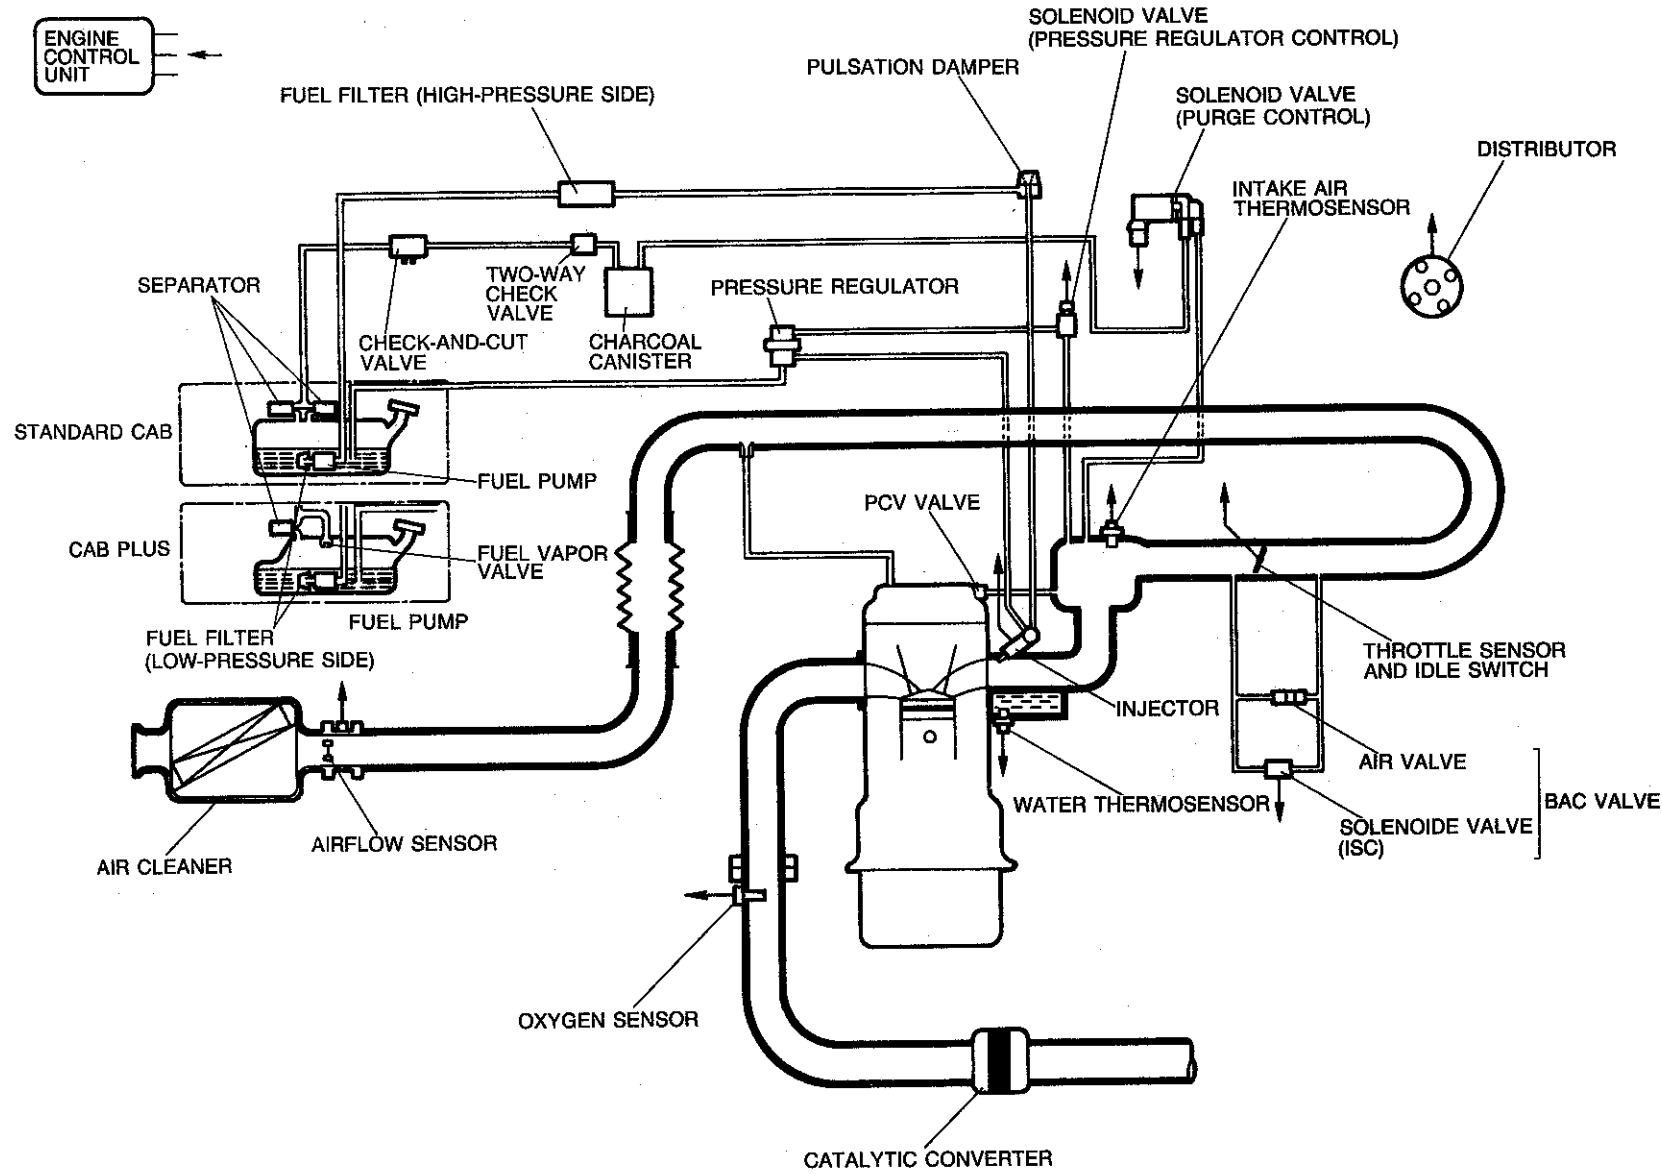 ENGINE
CONTROL
UNIT
SOLENOID VALVE
(PRESSURE REGULATOR CONTROL)
PULSATION DAMPER
FUEL FILTER (HIGH-PRESSURE SIDE)
SOLENOID VALVE
(PURGE CONTROL)
DISTRIBUTOR
INTAKE AIR
THERMOSENSOR
SEPARATOR
TWO-WAY
CHECK
VALVE
PRESSURE REGULATOR
CHECK-AND-CUT
VALVE
CHARCOAL
CANISTER
STANDARD CAB
FUEL PUMP
PCV VALVE
CAB PLUS
FUEL VAPOR
VALVE
FUEL PUMP
FUEL FILTER
(LOW-PRESSURE SIDE)
THROTTLE SENSOR
AND IDLE SWITCH
INJECTOR
AIR VALVE
WATER THERMOSENSOR
BAC VALVE
SOLENOIDE VALVE
(ISC)
AIRFLOW SENSOR
AIR CLEANER
OXYGEN SENSOR
CATALYTIC CONVERTER